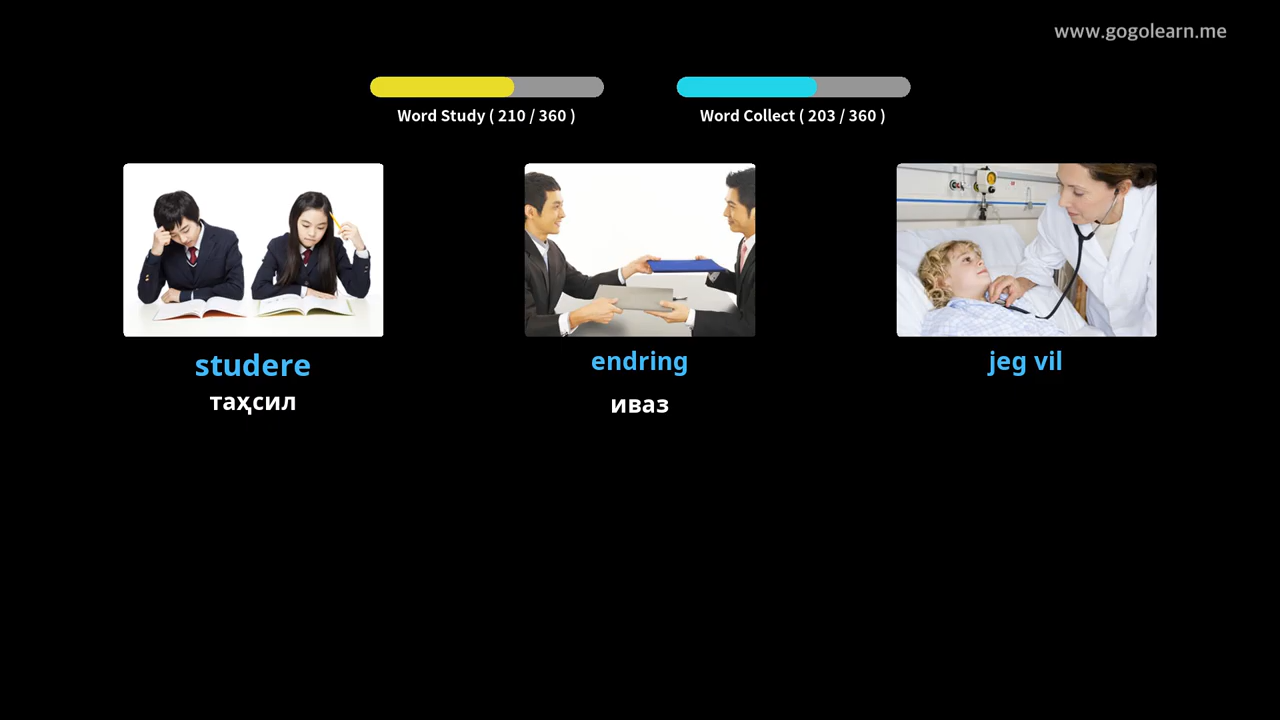 www.gogolearn.me
Word Study ( 210 / 360 )
Word Collect ( 203 / 360 )
studere
endring
jeg vil
таҳсил
иваз